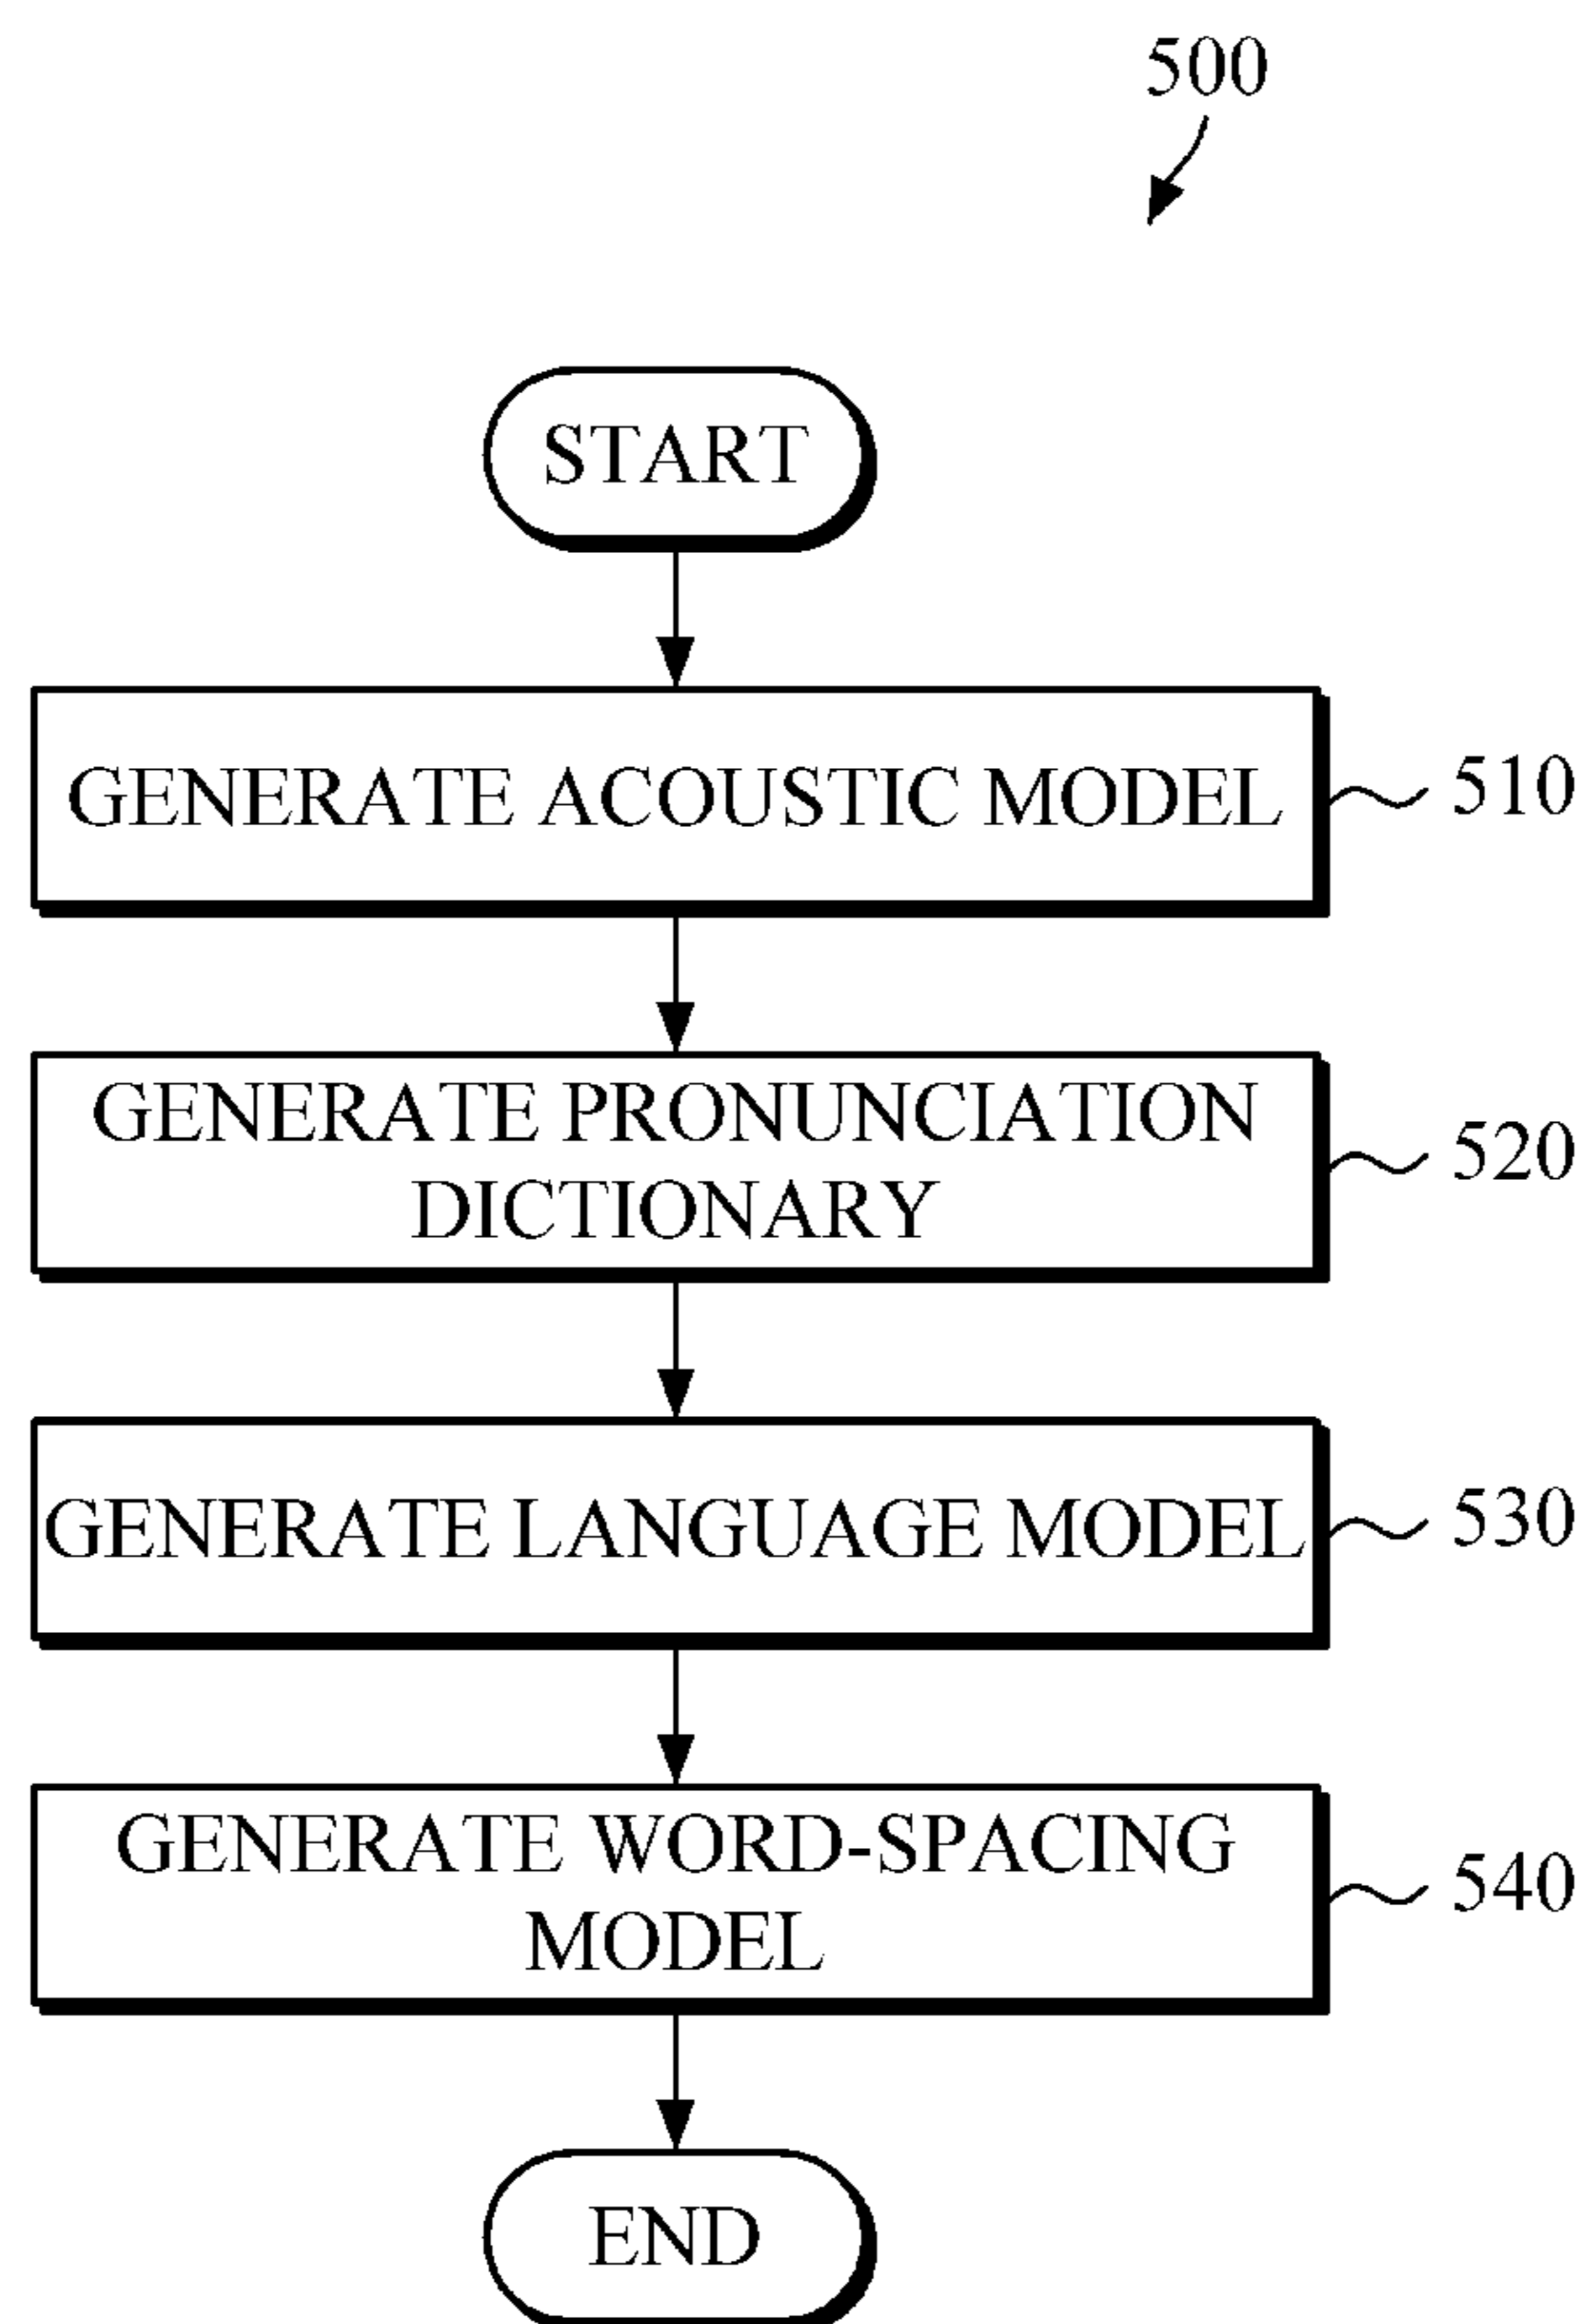 500
START
GENERATE ACOUSTIC MODEL
510
GENERATE PRONUNCIATION
DICTIONARY
520
GENERATE LANGUAGE MODEL
530
GENERATE WORD-SPACING
MODEL
540
END